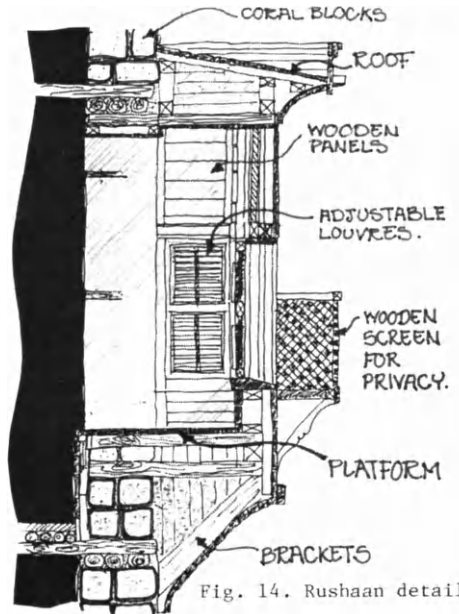 CORAL BLOCKS
ROOF
WOODEN
PANELS
ADJUSTABLE
LOUVRES.
WOODEN
SCREEN
FOR
PRIVACY.
PLATFORM
BRACKETS
Fig. 14. Rushaan detail